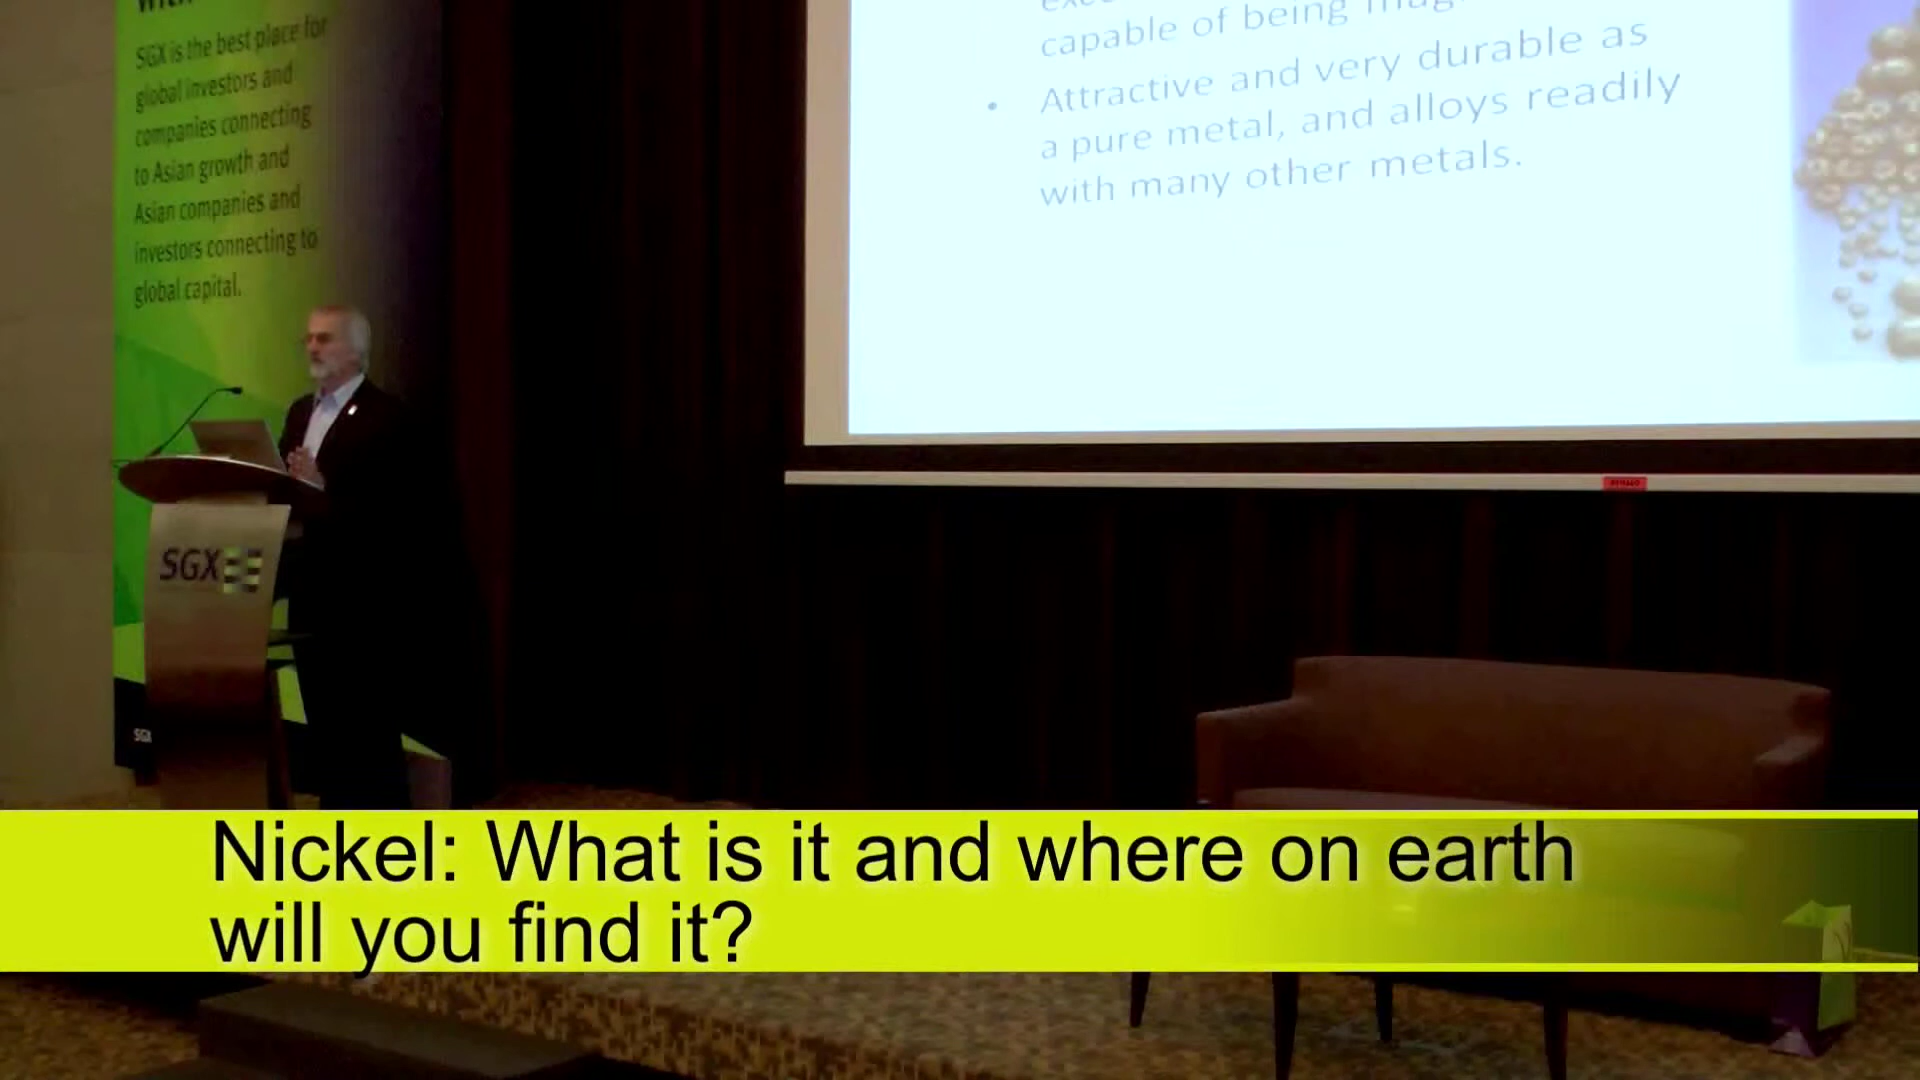 SGX is the best place for
global investors and
companies connecting
to Asian growth and
Asian companies and
investors connecting to
global capital.
capable of being
• Attractive and very durable as
a pure metal, and alloys readily
with many other metals.
SGX
SGX
Nickel: What is it and where on earth
will you find it?